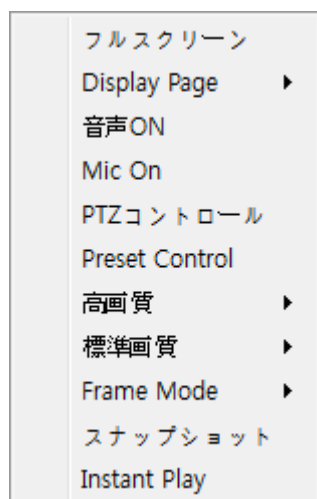 フルスクリーン
Display Page
音声ON
Mic On
PTZコントロール
Preset Control
高画質
標準画質
Frame Mode
スナップショット
Instant Play